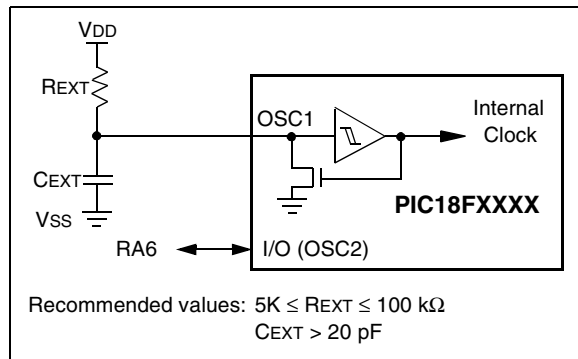 VDD
REXT
OSC1
Internal
Clock
CEXT
PIC18FXXXX
VSS
RA6
I/O (OSC2)
Recommended values: 5K ≤ REXT ≤ 100 kΩ
CEXT > 20 pF